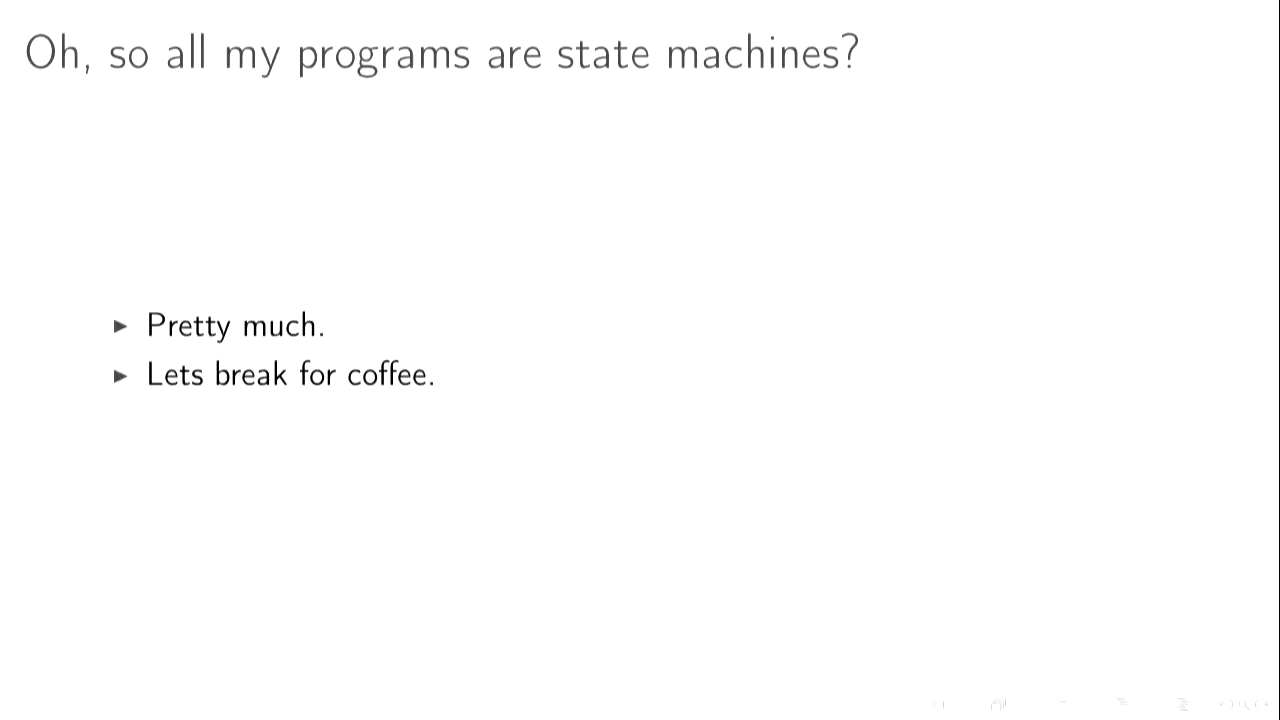 Oh, so all my programs are state machines?
Pretty much.
Lets break for coffee.